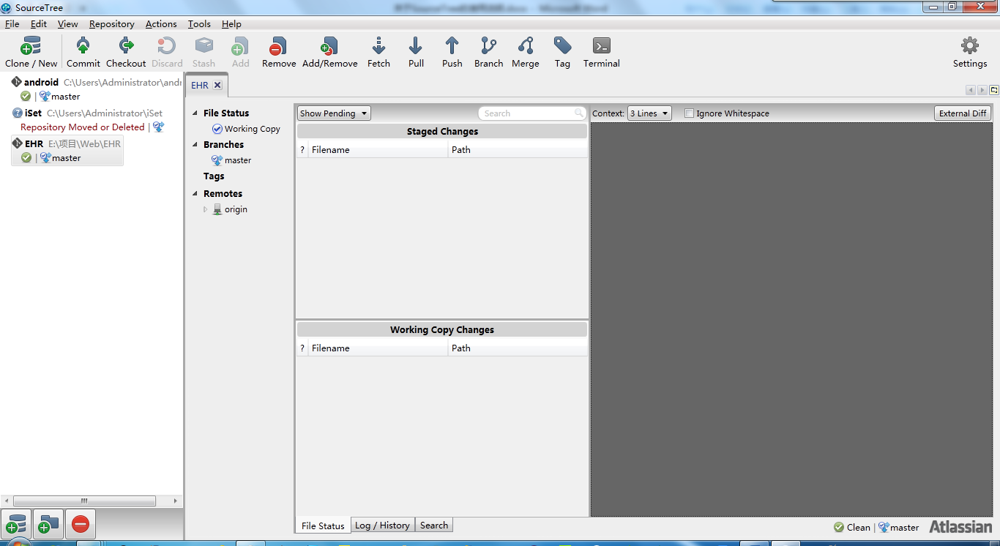 SourceTree
File Edit View Repository Actions Tools Help
Clone / New Commit Checkout Discard Stash Add Remove Add/Remove Fetch Pull Push Branch Merge Tag Terminal Settings
android C:\Users\Administrator\andr
master
iSet C:\Users\Administrator\iSet
Repository Moved or Deleted
EHR E:\项目\Web\EHR
master
EHR
File Status
Working Copy
Branches
master
Tags
Remotes
origin
Show Pending Search
Staged Changes
? Filename Path
Working Copy Changes
? Filename Path
Context: 3 Lines Ignore Whitespace External Diff
File Status Log / History Search
Clean master Atlassian